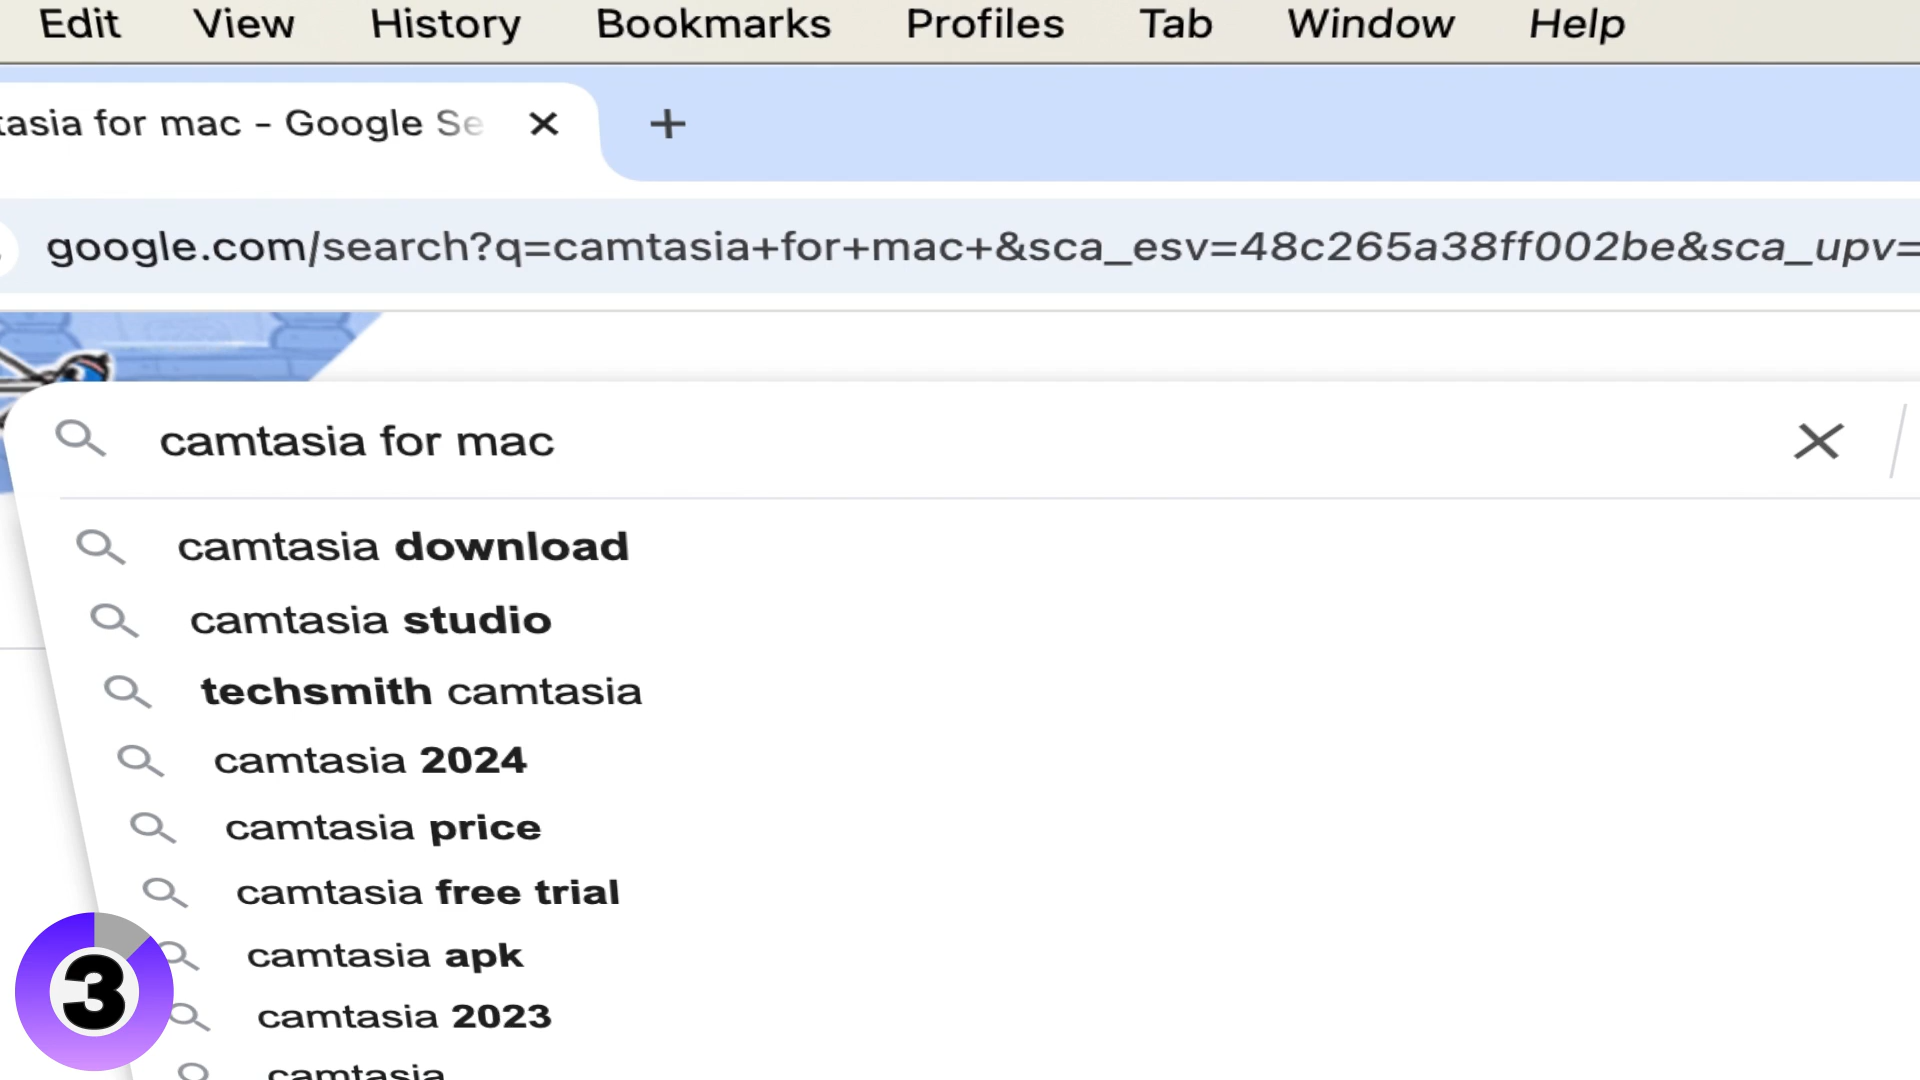 Edit View History Bookmarks Profiles Tab Window Help
tasia for mac - Google Se
google.com/search?q=camtasia+for+mac+&sca_esv=48c265a38ff002be&sca_upv=
camtasia for mac
camtasia download
camtasia studio
techsmith camtasia
camtasia 2024
camtasia price
camtasia free trial
camtasia apk
camtasia 2023
camtasia
3